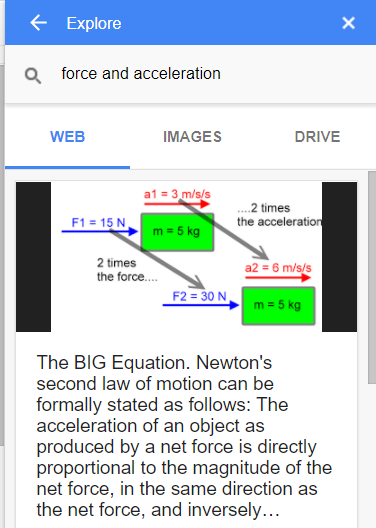 Explore
force and acceleration
WEB IMAGES DRIVE
a1 = 3 m/s/s
F1 = 15 N
m = 5 kg
....2 times
the acceleration
2 times
the force....
a2 = 6 m/s/s
F2 = 30 N
m = 5 kg
The BIG Equation. Newton's
second law of motion can be
formally stated as follows: The
acceleration of an object as
produced by a net force is directly
proportional to the magnitude of the
net force, in the same direction as
the net force, and inversely…